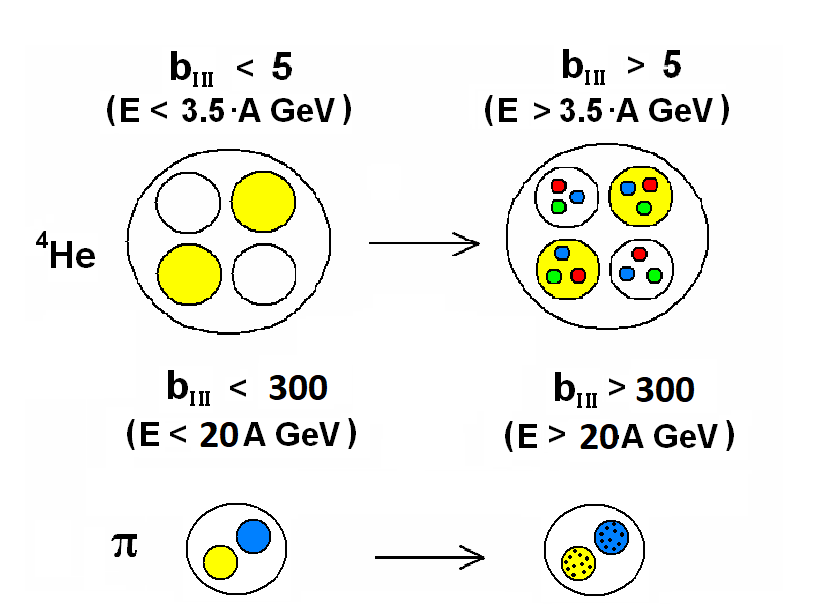 b_III < 5
(E < 3.5·A GeV)
b_III > 5
(E > 3.5·A GeV)
⁴He
b_III < 300
(E < 20A GeV)
b_III > 300
(E > 20A GeV)
π